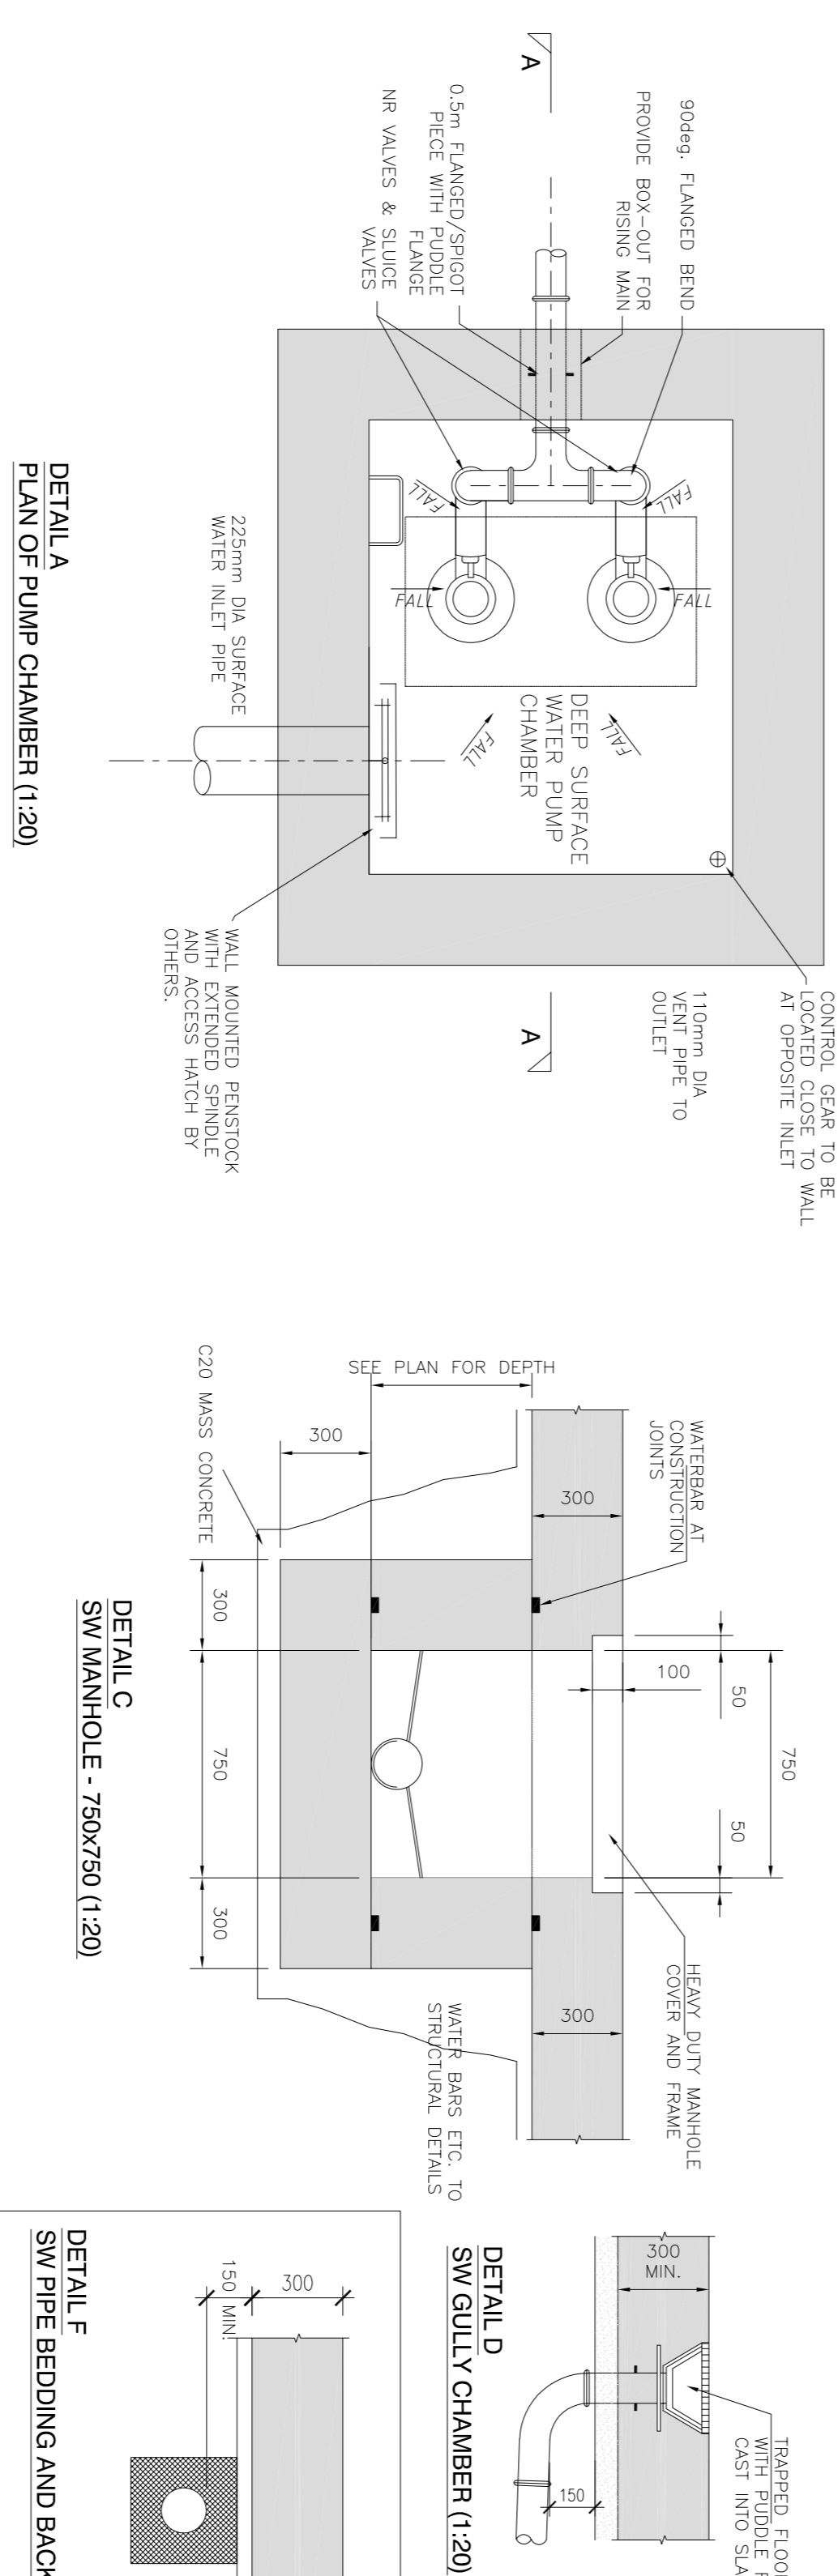 A
90deg. FLANGED BEND
PROVIDE BOX-OUT FOR
RISING MAIN
0.5m FLANGED/SPIGOT
PIECE WITH PUDDLE
FLANGE
NR VALVES & SLUICE
VALVES
FALL
FALL
FALL
FALL
FALL
FALL
DEEP SURFACE
WATER PUMP
CHAMBER
225mm DIA SURFACE
WATER INLET PIPE
CONTROL GEAR TO BE
LOCATED CLOSE TO WALL
AT OPPOSITE INLET
110mm DIA
VENT PIPE TO
OUTLET
A
WALL MOUNTED PENSTOCK
WITH EXTENDED SPINDLE
AND ACCESS HATCH BY
OTHERS.
DETAIL A
PLAN OF PUMP CHAMBER (1:20)
SEE PLAN FOR DEPTH
300
C20 MASS CONCRETE
WATERBAR AT
CONSTRUCTION
JOINTS
300
750
50
50
100
HEAVY DUTY MANHOLE
COVER AND FRAME
300
WATER BARS ETC. TO
STRUCTURAL DETAILS
300
750
300
DETAIL C
SW MANHOLE - 750x750 (1:20)
300
MIN.
TRAPPED FLOOR
WITH PUDDLE
CAST INTO
150
DETAIL D
SW GULLY CHAMBER (1:20)
300
150 MIN.
DETAIL F
SW PIPE BEDDING AND